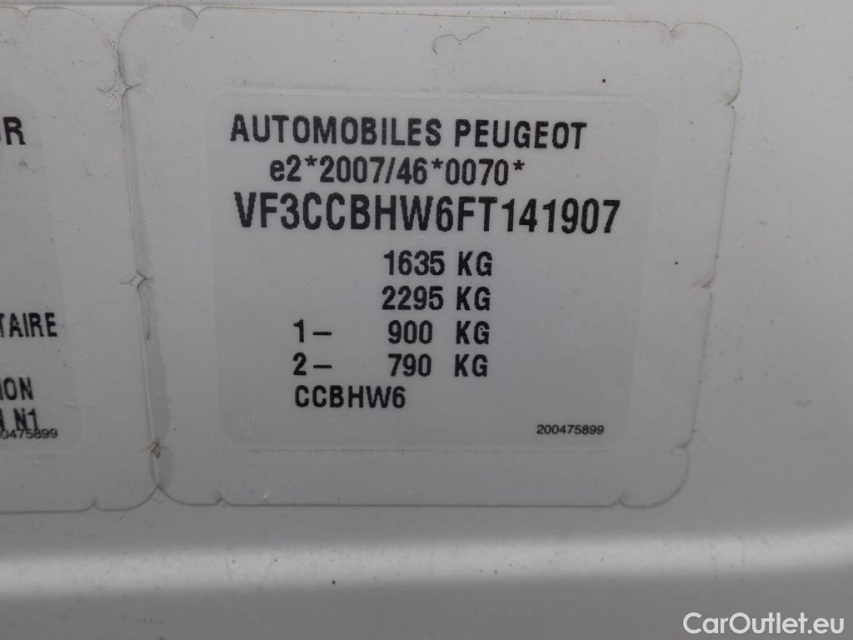 AUTOMOBILES PEUGEOT
e2*2007/46*0070*
VF3CCBHW6FT141907
1635 KG
2295 KG
1- 900 KG
2- 790 KG
CCBHW6
200475899
R
TAIRE
ION
N1
0475899
CarOutlet.eu